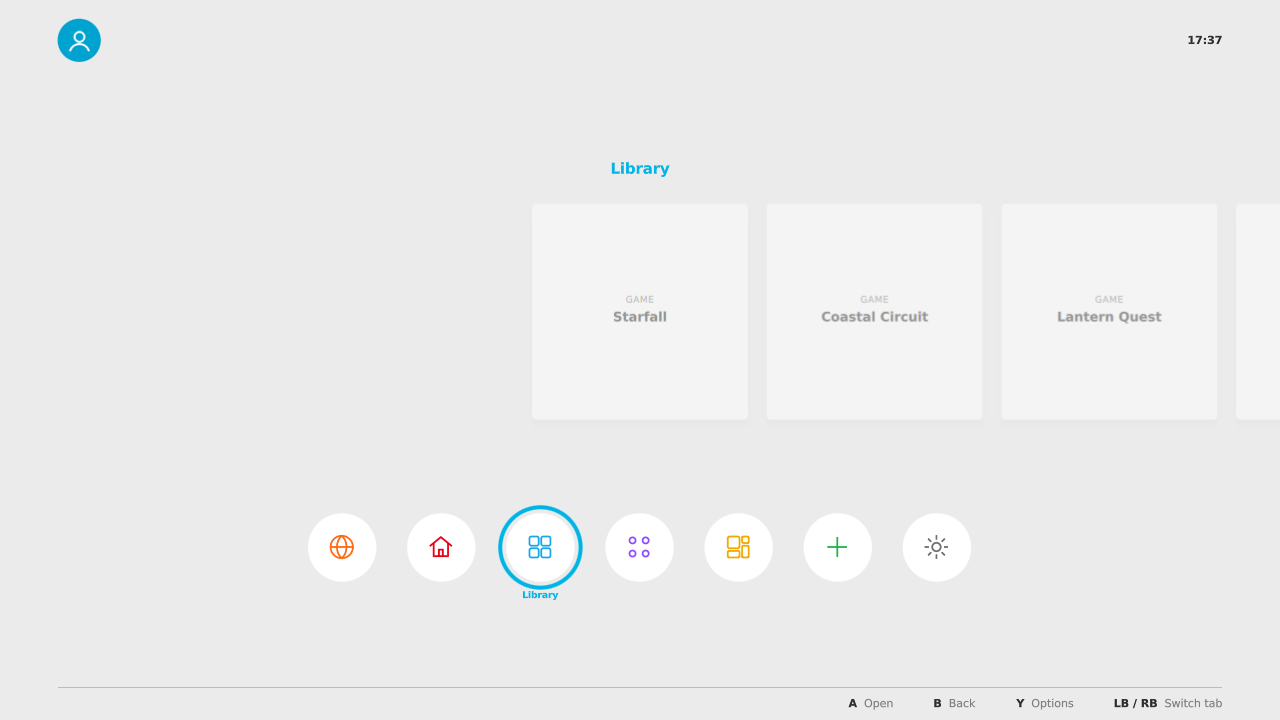 17:37
Library
GAME
Starfall
GAME
Coastal Circuit
GAME
Lantern Quest
Library
A Open B Back Y Options LB / RB Switch tab